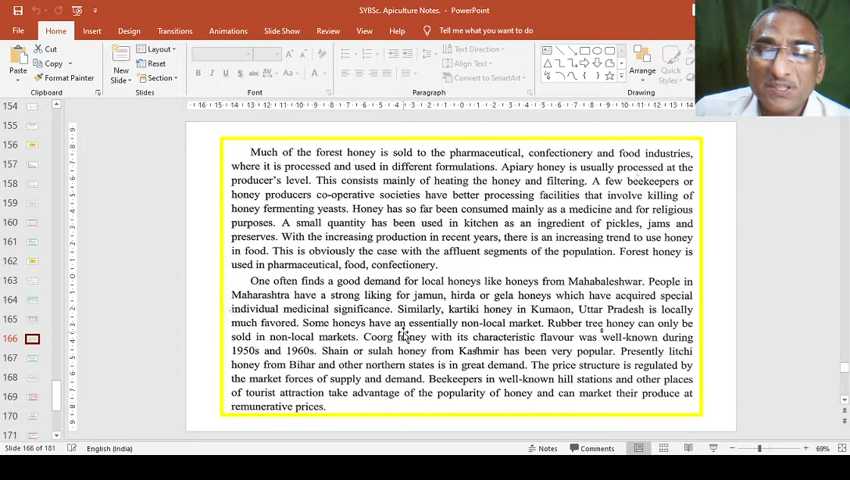 SYBSc. Apiculture Notes. - PowerPoint
File Home Insert Design Transitions Animations Slide Show Review View Help Tell me what you want to do
Cut
Copy
Format Painter
Paste
Clipboard
New Slide
Layout
Reset
Section
Slides
Font
Paragraph
Text Direction
Align Text
Convert to SmartArt
Arrange
Quick Styles
Drawing
154
155
156
157
158
159
160
161
162
163
164
165
166
167
168
169
170
171
Much of the forest honey is sold to the pharmaceutical, confectionery and food industries,
where it is processed and used in different formulations. Apiary honey is usually processed at the
producer's level. This consists mainly of heating the honey and filtering. A few beekeepers or
honey producers co-operative societies have better processing facilities that involve killing of
honey fermenting yeasts. Honey has so far been consumed mainly as a medicine and for religious
purposes. A small quantity has been used in kitchen as an ingredient of pickles, jams and
preserves. With the increasing production in recent years, there is an increasing trend to use honey
in food. This is obviously the case with the affluent segments of the population. Forest honey is
used in pharmaceutical, food, confectionery.
One often finds a good demand for local honeys like honeys from Mahabaleshwar. People in
Maharashtra have a strong liking for jamun, hirda or gela honeys which have acquired special
individual medicinal significance. Similarly, kartiki honey in Kumaon, Uttar Pradesh is locally
much favored. Some honeys have an essentially non-local market. Rubber tree honey can only be
sold in non-local markets. Coorg honey with its characteristic flavour was well-known during
1950s and 1960s. Shain or sulah honey from Kashmir has been very popular. Presently litchi
honey from Bihar and other northern states is in great demand. The price structure is regulated by
the market forces of supply and demand. Beekeepers in well-known hill stations and other places
of tourist attraction take advantage of the popularity of honey and can market their produce at
remunerative prices.
Slide 166 of 181 English (India) Notes Comments 69%